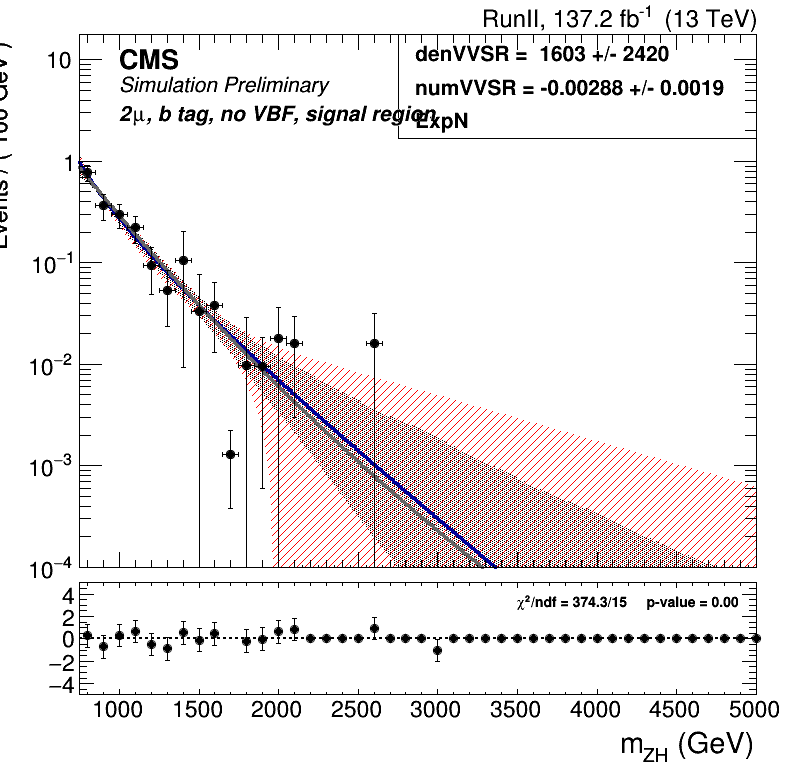 RunII, 137.2 fb⁻¹ (13 TeV)
CMS
Simulation Preliminary
2μ, b tag, no VBF, signal region
denVVSR = 1603 +/- 2420
numVVSR = -0.00288 +/- 0.0019
ExpN
10
1
10⁻¹
10⁻²
10⁻³
10⁻⁴
χ²/ndf = 374.3/15 p-value = 0.00
4
2
0
−2
−4
1000 1500 2000 2500 3000 3500 4000 4500 5000
m_ZH (GeV)